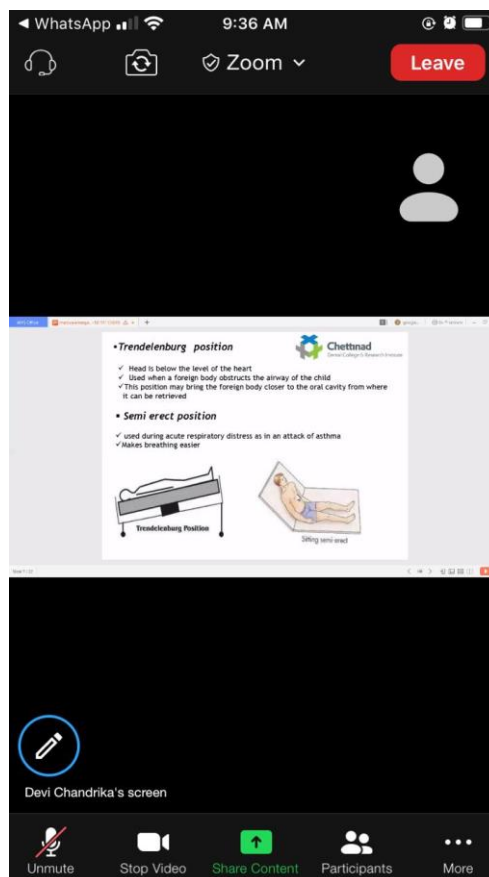 WhatsApp
9:36 AM
Zoom
Leave
Chettinad
Dental College & Research Institute
•Trendelenburg position
✓ Head is below the level of the heart
✓ Used when a foreign body obstructs the airway of the child
✓This position may bring the foreign body closer to the oral cavity from where
it can be retrieved
• Semi erect position
✓ used during acute respiratory distress as in an attack of asthma
✓Makes breathing easier
Trendelenburg Position
Sitting semi erect
Devi Chandrika's screen
Unmute
Stop Video
Share Content
Participants
More